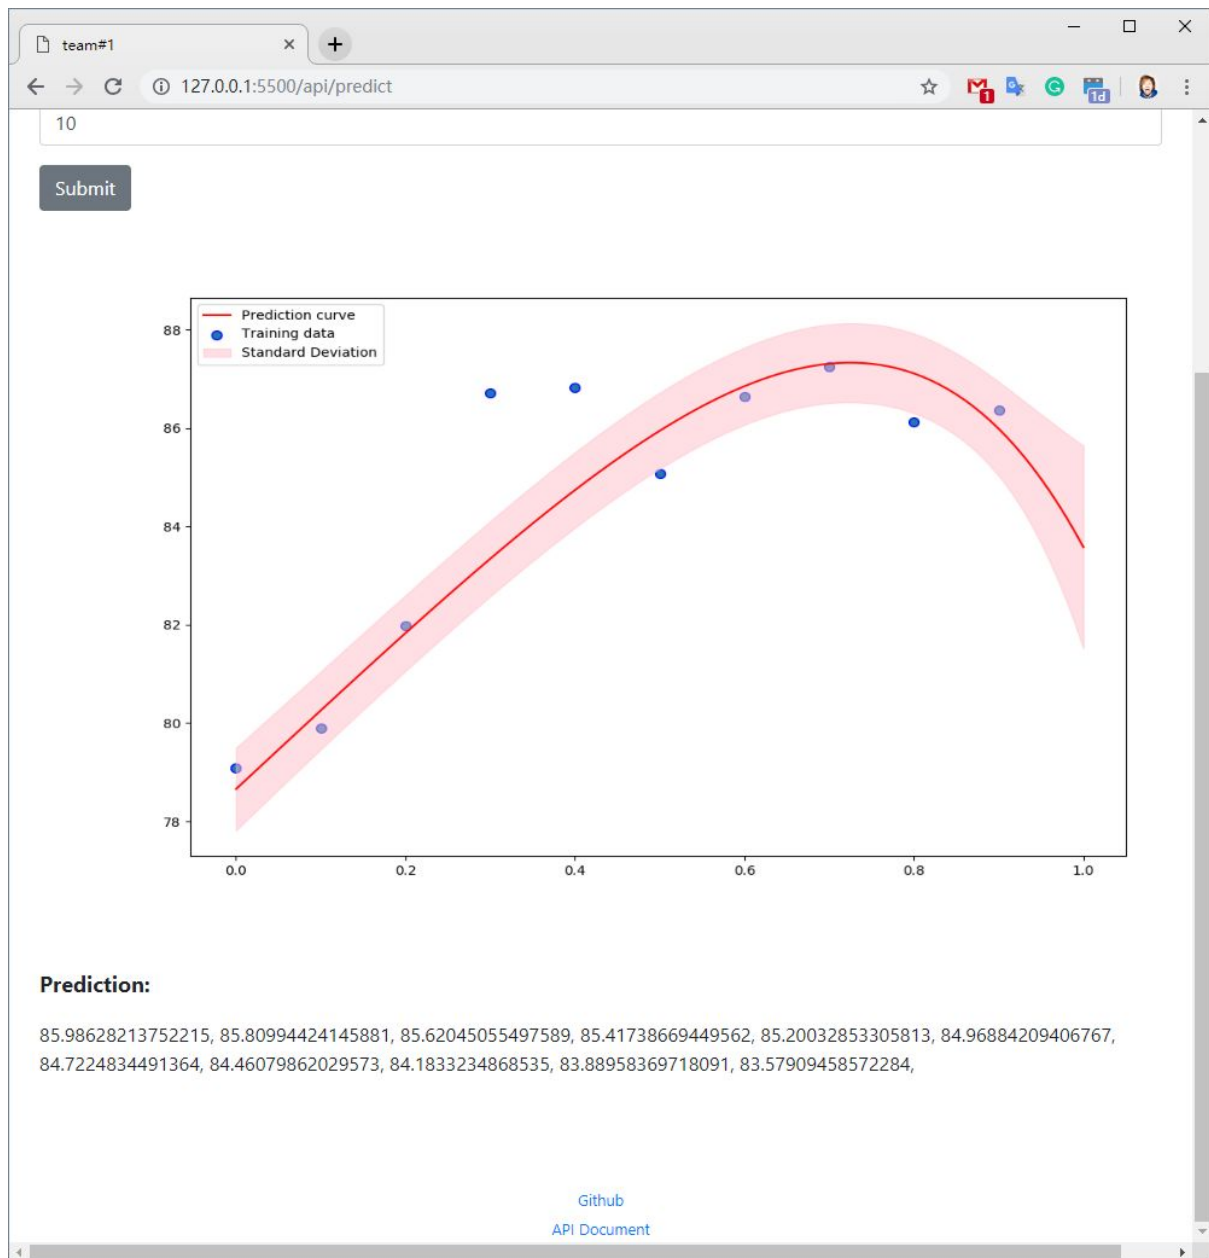 team#1
127.0.0.1:5500/api/predict
1
1d
10
Submit
Prediction curve
Training data
Standard Deviation
88
86
84
82
80
78
0.0 0.2 0.4 0.6 0.8 1.0
Prediction:
85.98628213752215, 85.80994424145881, 85.62045055497589, 85.41738669449562, 85.20032853305813, 84.96884209406767,
84.7224834491364, 84.46079862029573, 84.1833234868535, 83.88958369718091, 83.57909458572284,
Github
API Document